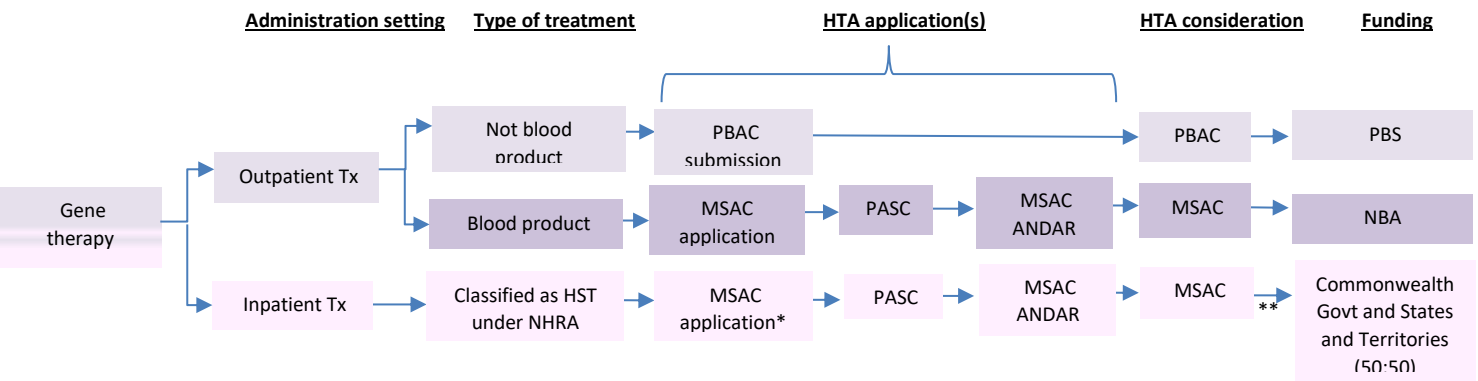 Administration setting
Type of treatment
HTA application(s)
HTA consideration
Funding
Not blood
product
PBAC
submission
PBAC
PBS
Outpatient Tx
Gene
therapy
Blood product
MSAC
application
PASC
MSAC
ANDAR
MSAC
NBA
Inpatient Tx
Classified as HST
under NHRA
MSAC
application*
PASC
MSAC
ANDAR
MSAC
**
Commonwealth
Govt and States
and Territories
(50:50)